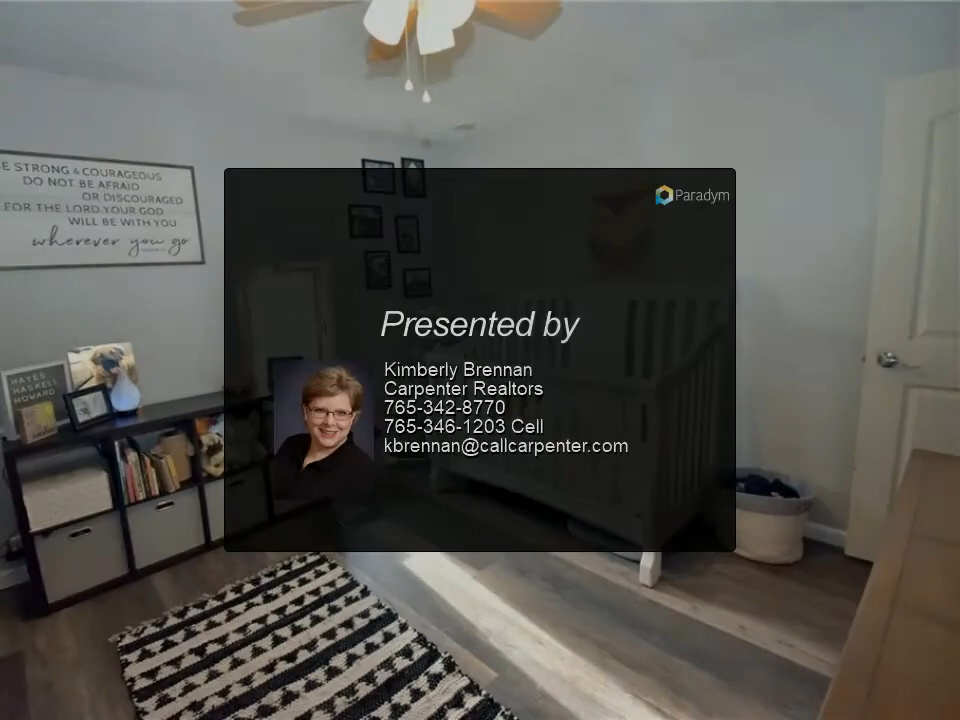 E STRONG & COURAGEOUS
DO NOT BE AFRAID
OR DISCOURAGED
FOR THE LORD YOUR GOD
WILL BE WITH YOU
wherever you go
Paradym
Presented by
Kimberly Brennan
Carpenter Realtors
765-342-8770
765-346-1203 Cell
kbrennan@callcarpenter.com
HAYES
HASKELL
HOWARD